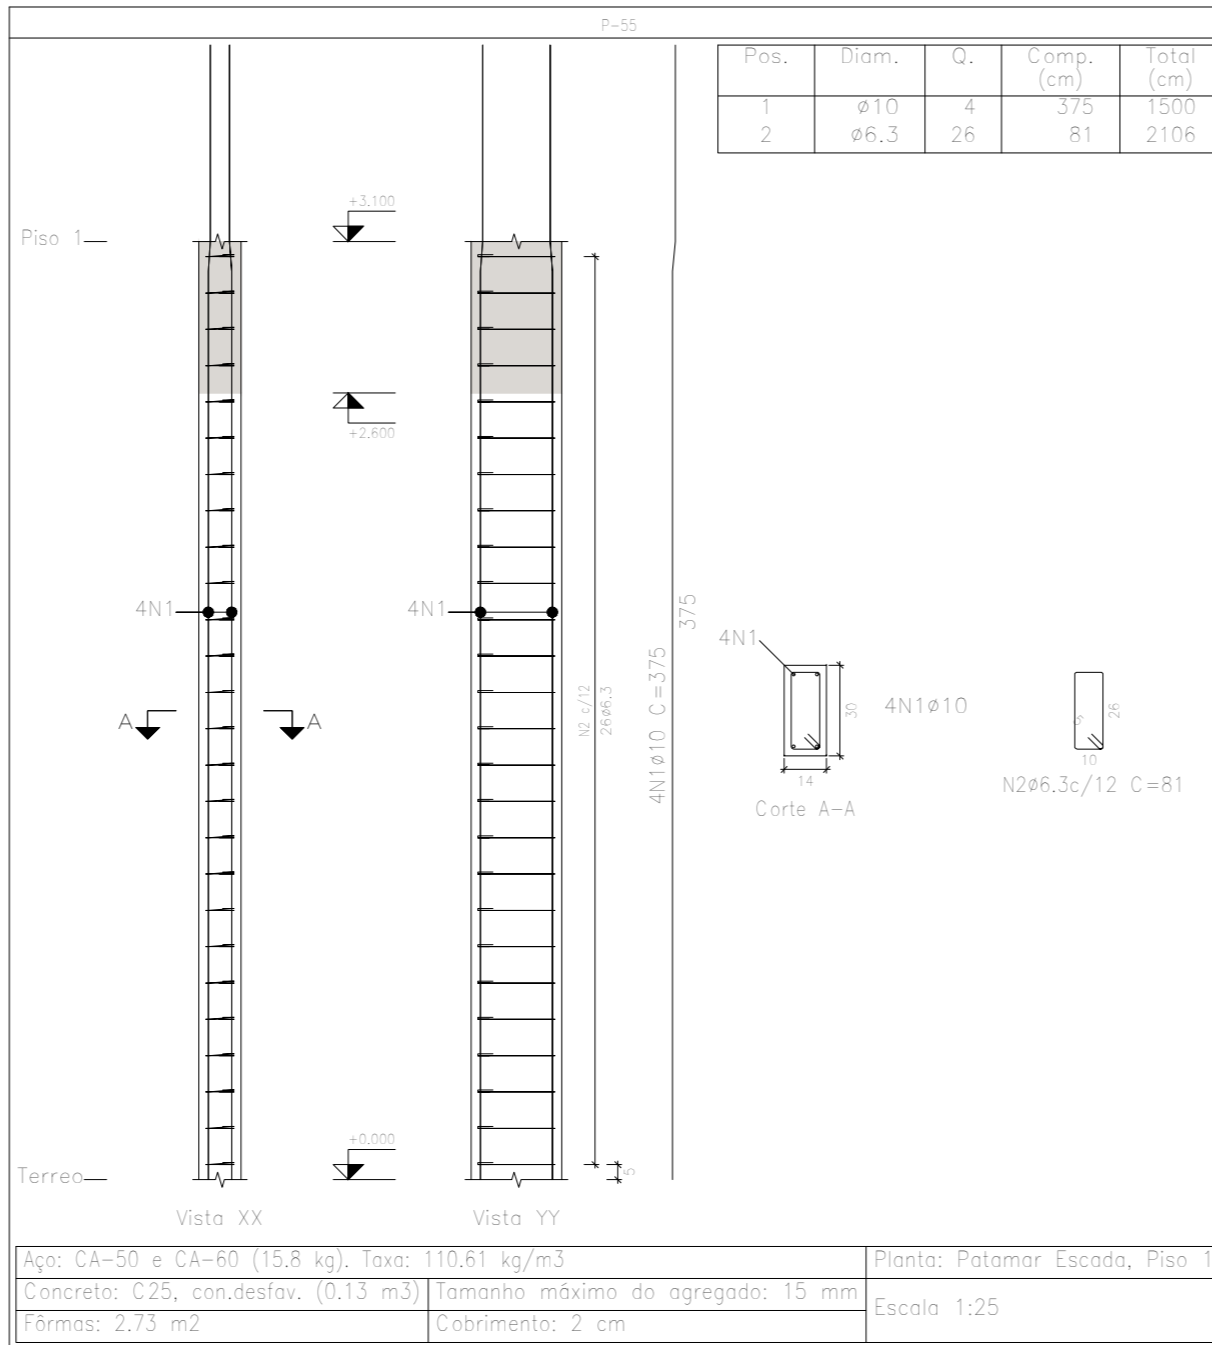 P-55
Pos. Diam. Q. Comp. (cm) Total (cm)
1 ø10 4 375 1500
2 ø6.3 26 81 2106
+3.100
Piso 1
+2.600
4N1
4N1
375
4N1ø10 C=375
N2 c/12
26ø6.3
A
A
4N1
30
14
4N1ø10
Corte A-A
5
26
10
N2ø6.3c/12 C=81
+0.000
5
Terreo
Vista XX
Vista YY
Aço: CA-50 e CA-60 (15.8 kg). Taxa: 110.61 kg/m3
Planta: Patamar Escada, Piso 1
Concreto: C25, con.desfav. (0.13 m3)
Tamanho máximo do agregado: 15 mm
Escala 1:25
Fôrmas: 2.73 m2
Cobrimento: 2 cm